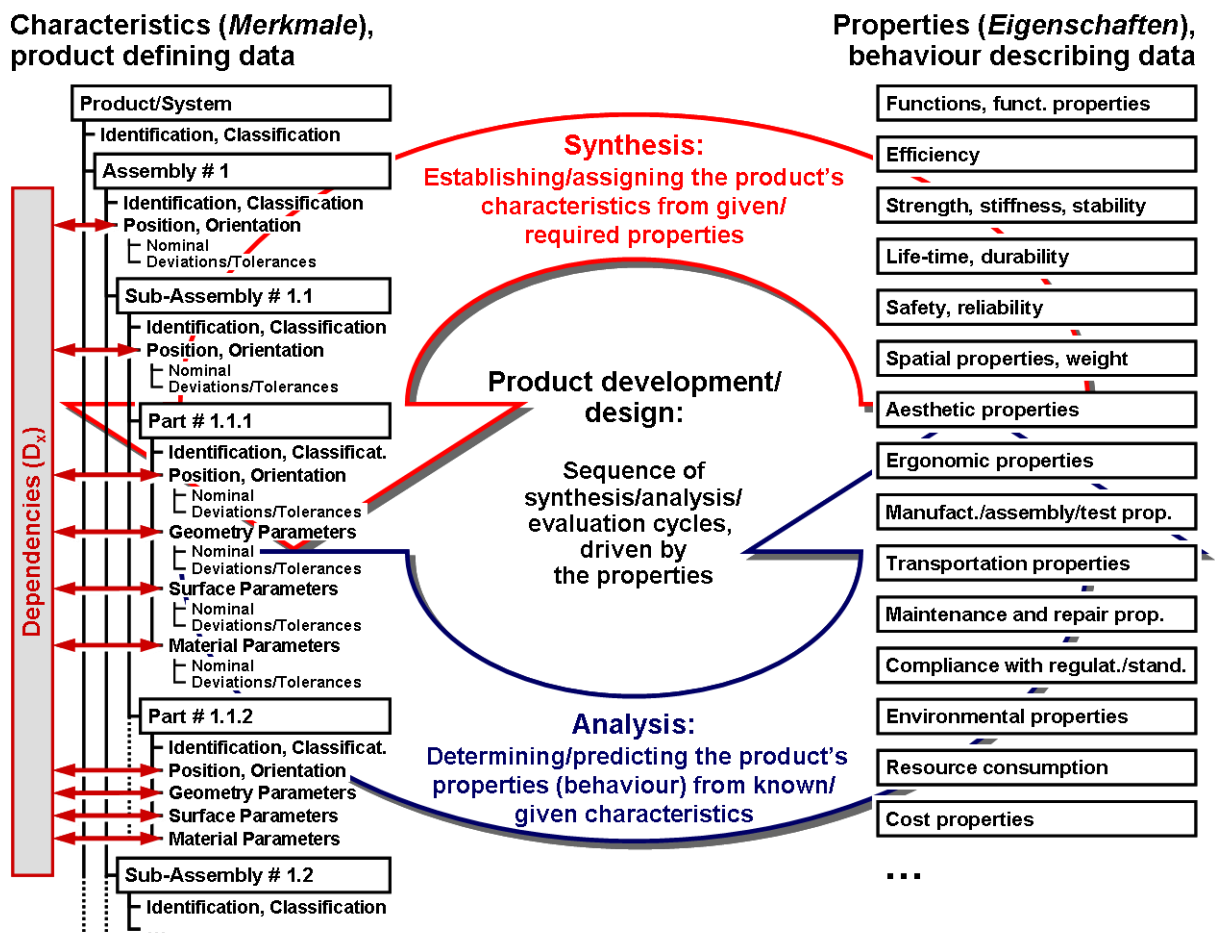 Characteristics (Merkmale),
product defining data
Product/System
Identification, Classification
Assembly # 1
Identification, Classification
Position, Orientation
Nominal
Deviations/Tolerances
Sub-Assembly # 1.1
Identification, Classification
Position, Orientation
Nominal
Deviations/Tolerances
Part # 1.1.1
Identification, Classificat.
Position, Orientation
Nominal
Deviations/Tolerances
Geometry Parameters
Nominal
Deviations/Tolerances
Surface Parameters
Nominal
Deviations/Tolerances
Material Parameters
Nominal
Deviations/Tolerances
Part # 1.1.2
Identification, Classificat.
Position, Orientation
Geometry Parameters
Surface Parameters
Material Parameters
Sub-Assembly # 1.2
Identification, Classification
...
Dependencies (Dx)
Synthesis:
Establishing/assigning the product’s
characteristics from given/
required properties
Product development/
design:
Sequence of
synthesis/analysis/
evaluation cycles,
driven by
the properties
Analysis:
Determining/predicting the product’s
properties (behaviour) from known/
given characteristics
Properties (Eigenschaften),
behaviour describing data
Functions, funct. properties
Efficiency
Strength, stiffness, stability
Life-time, durability
Safety, reliability
Spatial properties, weight
Aesthetic properties
Ergonomic properties
Manufact./assembly/test prop.
Transportation properties
Maintenance and repair prop.
Compliance with regulat./stand.
Environmental properties
Resource consumption
Cost properties
...